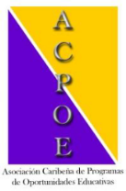 A
C
P
O
E
Asociación Caribeña de Programas
de Oportunidades Educativas